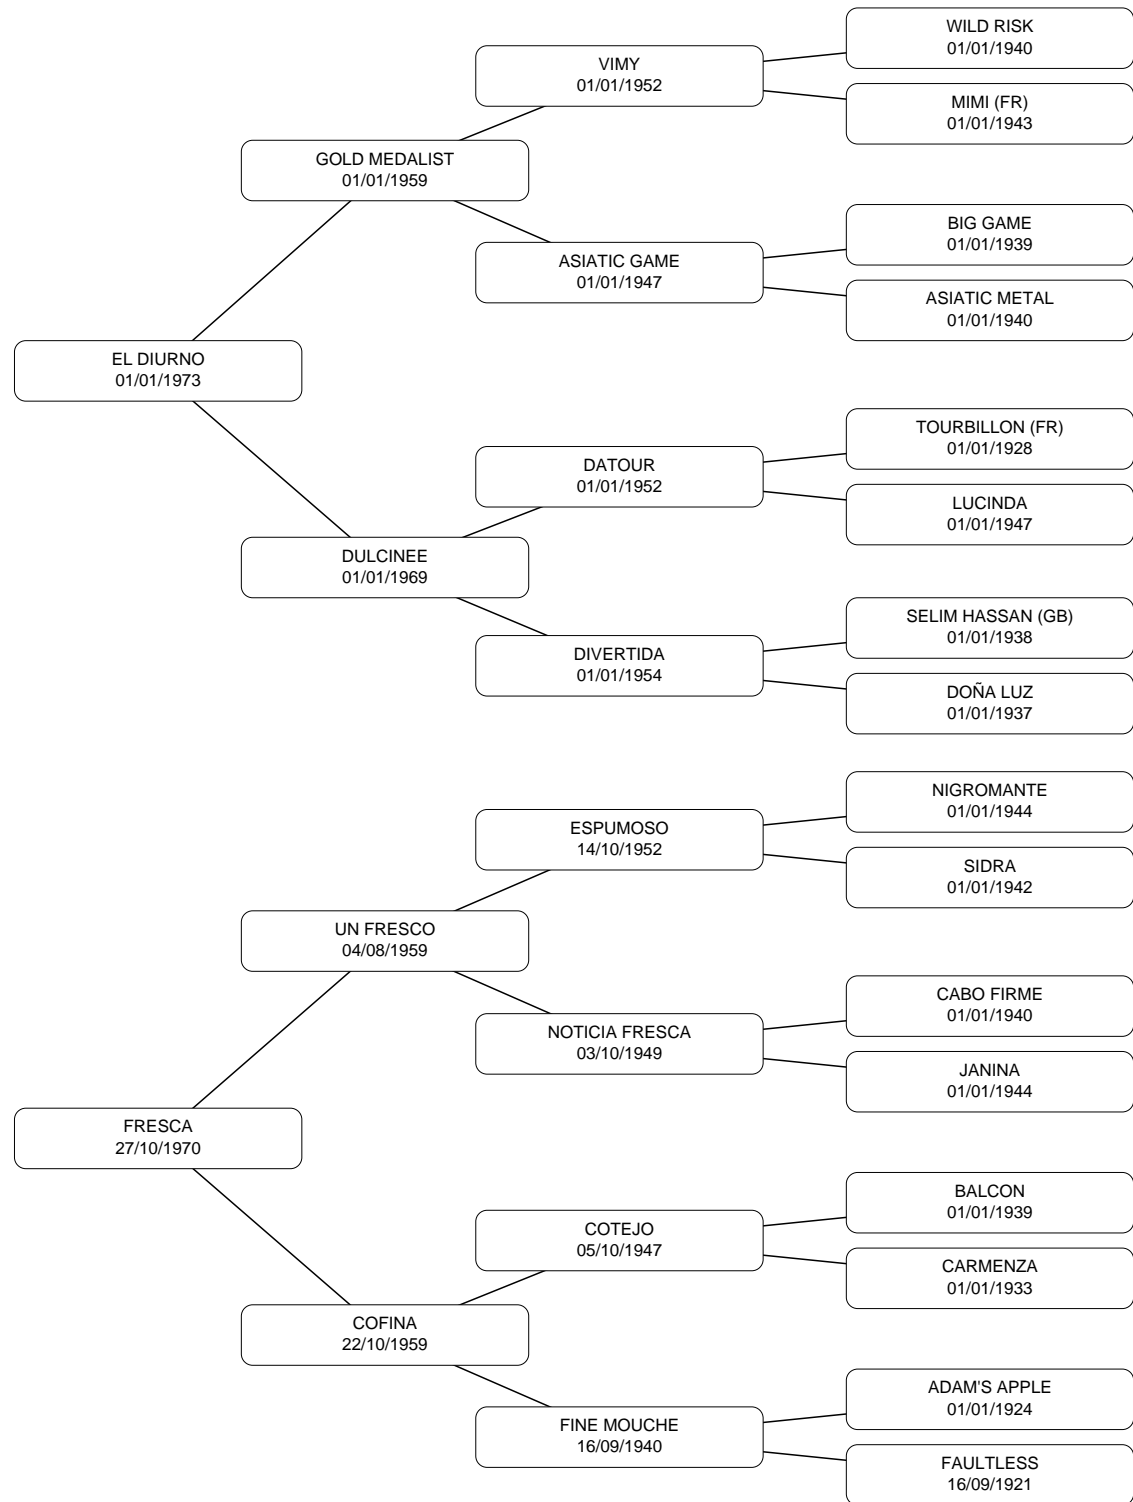 WILD RISK
01/01/1940
VIMY
01/01/1952
MIMI (FR)
01/01/1943
GOLD MEDALIST
01/01/1959
BIG GAME
01/01/1939
ASIATIC GAME
01/01/1947
ASIATIC METAL
01/01/1940
EL DIURNO
01/01/1973
TOURBILLON (FR)
01/01/1928
DATOUR
01/01/1952
LUCINDA
01/01/1947
DULCINEE
01/01/1969
SELIM HASSAN (GB)
01/01/1938
DIVERTIDA
01/01/1954
DOÑA LUZ
01/01/1937
NIGROMANTE
01/01/1944
ESPUMOSO
14/10/1952
SIDRA
01/01/1942
UN FRESCO
04/08/1959
CABO FIRME
01/01/1940
NOTICIA FRESCA
03/10/1949
JANINA
01/01/1944
FRESCA
27/10/1970
BALCON
01/01/1939
COTEJO
05/10/1947
CARMENZA
01/01/1933
COFINA
22/10/1959
ADAM'S APPLE
01/01/1924
FINE MOUCHE
16/09/1940
FAULTLESS
16/09/1921